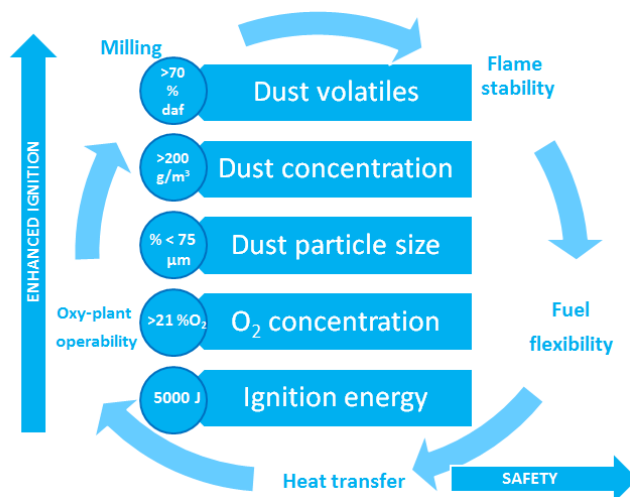 Milling
>70
%
daf
Dust volatiles
Flame
stability
>200
g/m³
Dust concentration
% < 75
µm
Dust particle size
ENHANCED IGNITION
Oxy-plant
operability
>21 %O₂
O₂ concentration
Fuel
flexibility
5000 J
Ignition energy
Heat transfer
SAFETY